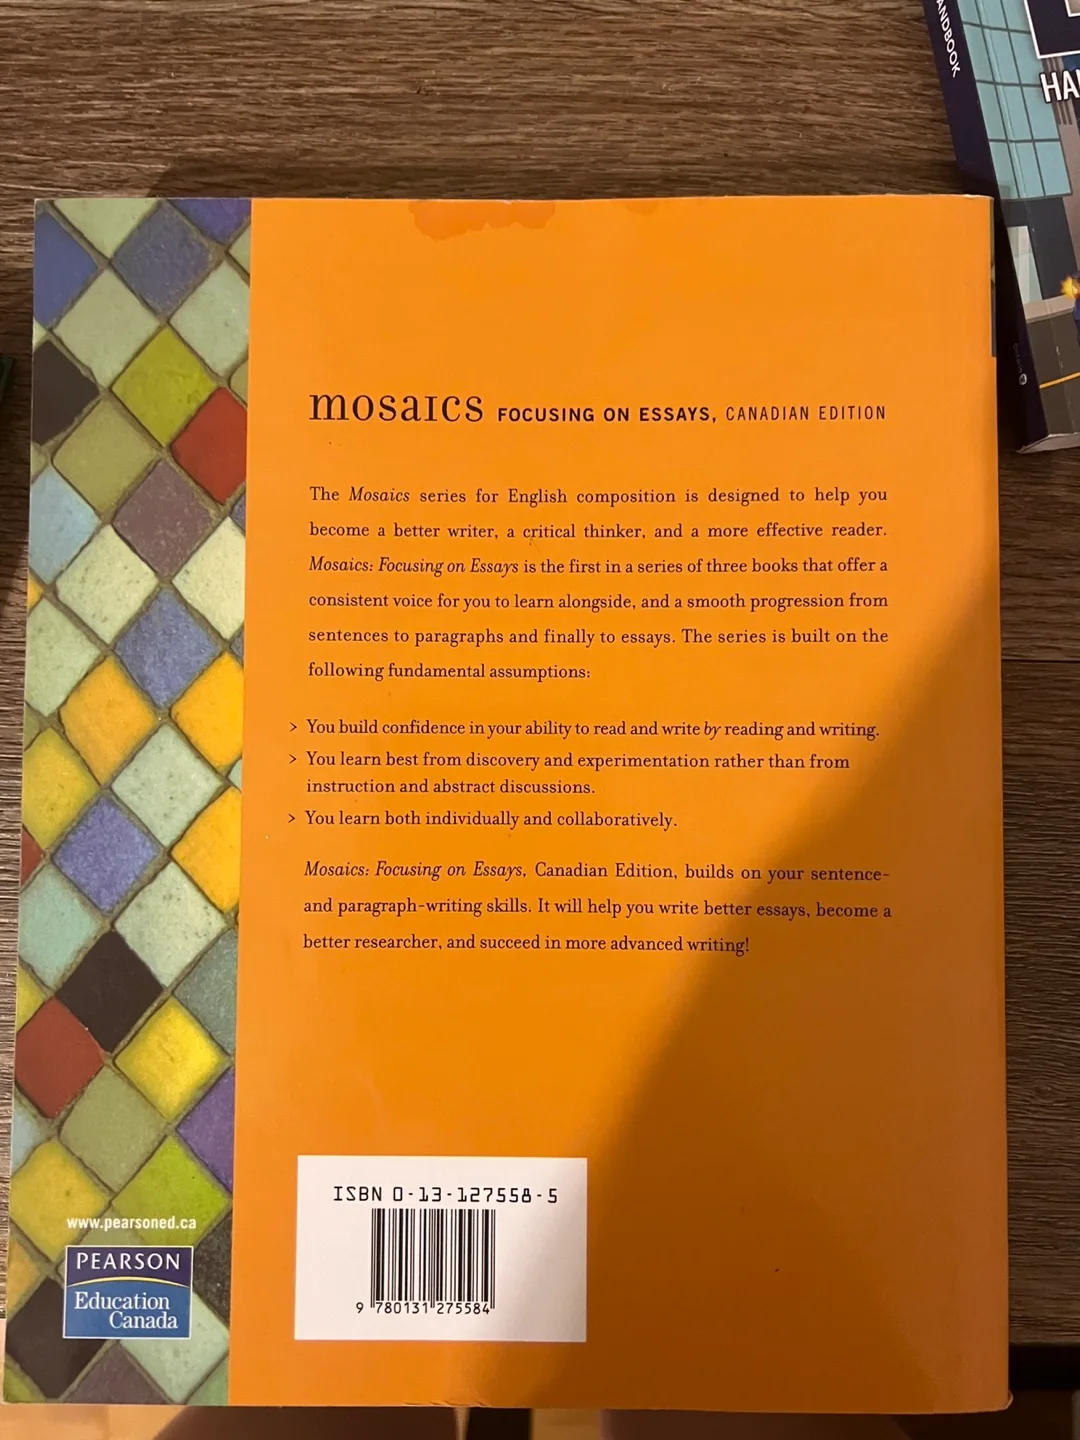 ANDBOOK
HA
mosaics FOCUSING ON ESSAYS, CANADIAN EDITION
The Mosaics series for English composition is designed to help you
become a better writer, a critical thinker, and a more effective reader.
Mosaics: Focusing on Essays is the first in a series of three books that offer a
consistent voice for you to learn alongside, and a smooth progression from
sentences to paragraphs and finally to essays. The series is built on the
following fundamental assumptions:
> You build confidence in your ability to read and write by reading and writing.
> You learn best from discovery and experimentation rather than from
instruction and abstract discussions.
> You learn both individually and collaboratively.
Mosaics: Focusing on Essays, Canadian Edition, builds on your sentence-
and paragraph-writing skills. It will help you write better essays, become a
better researcher, and succeed in more advanced writing!
ISBN 0-13-127558-5
9 780131 275584
www.pearsoned.ca
PEARSON
Education
Canada